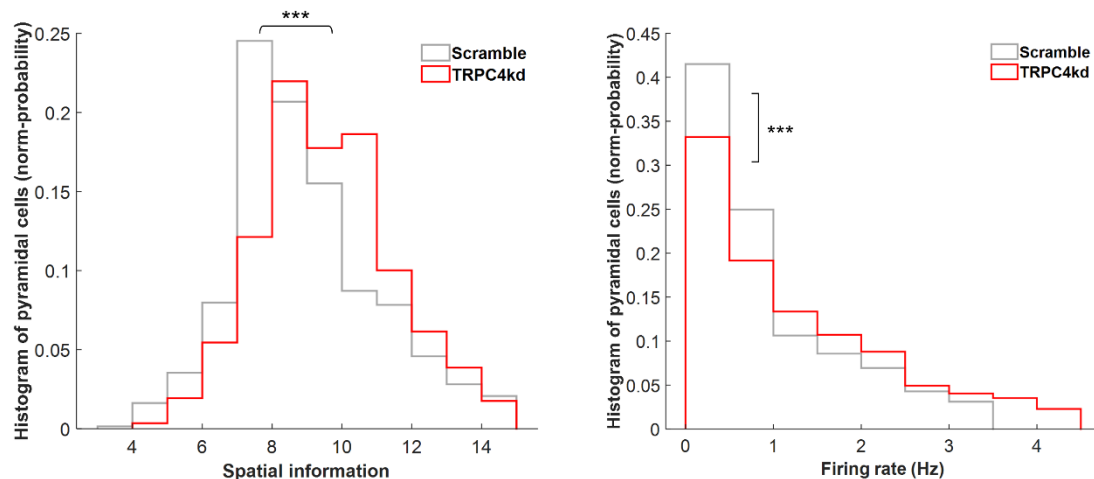 Histogram of pyramidal cells (norm-probability)
0.25
0.2
0.15
0.1
0.05
0
***
Scramble
TRPC4kd
4 6 8 10 12 14
Spatial information
Histogram of pyramidal cells (norm-probability)
0.45
0.4
0.35
0.3
0.25
0.2
0.15
0.1
0.05
0
***
Scramble
TRPC4kd
0 1 2 3 4
Firing rate (Hz)